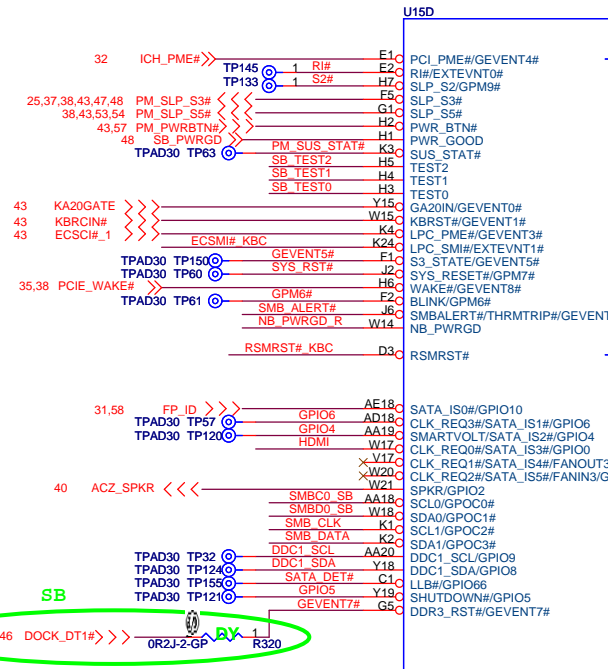 U15D
32 ICH_PME# E1 PCI_PME#/GEVENT4#
TP145 1 RI# E2 RI#/EXTEVNT0#
TP133 1 S2# H7 SLP_S2/GPM9#
25,37,38,43,47,48 PM_SLP_S3# F5 SLP_S3#
38,43,53,54 PM_SLP_S5# G1 SLP_S5#
43,57 PM_PWRBTN# H2 PWR_BTN#
48 SB_PWRGD H1 PWR_GOOD
TPAD30 TP63 PM_SUS_STAT# K3 SUS_STAT#
SB_TEST2 H5 TEST2
SB_TEST1 H4 TEST1
SB_TEST0 H3 TEST0
43 KA20GATE Y15 GA20IN/GEVENT0#
43 KBRCIN# W15 KBRST#/GEVENT1#
43 ECSCI#_1 K4 LPC_PME#/GEVENT3#
ECSMI#_KBC K24 LPC_SMI#/EXTEVNT1#
TPAD30 TP150 GEVENT5# F1 S3_STATE/GEVENT5#
TPAD30 TP60 SYS_RST# J2 SYS_RESET#/GPM7#
35,38 PCIE_WAKE# H6 WAKE#/GEVENT8#
TPAD30 TP61 GPM6# F2 BLINK/GPM6#
SMB_ALERT# J6 SMBALERT#/THRMTRIP#/GEVENT
NB_PWRGD_R W14 NB_PWRGD
RSMRST#_KBC D3 RSMRST#
31,58 FP_ID AE18 SATA_IS0#/GPIO10
TPAD30 TP57 GPIO6 AD18 CLK_REQ3#/SATA_IS1#/GPIO6
TPAD30 TP120 GPIO4 AA19 SMARTVOLT/SATA_IS2#/GPIO4
HDMI W17 CLK_REQ0#/SATA_IS3#/GPIO0
V17 CLK_REQ1#/SATA_IS4#/FANOUT3
W20 CLK_REQ2#/SATA_IS5#/FANIN3/G
40 ACZ_SPKR W21 SPKR/GPIO2
SMBC0_SB AA18 SCL0/GPOC0#
SMBD0_SB W18 SDA0/GPOC1#
SMB_CLK K1 SCL1/GPOC2#
SMB_DATA K2 SDA1/GPOC3#
TPAD30 TP32 DDC1_SCL AA20 DDC1_SCL/GPIO9
TPAD30 TP124 DDC1_SDA Y18 DDC1_SDA/GPIO8
TPAD30 TP155 SATA_DET# C1 LLB#/GPIO66
TPAD30 TP121 GPIO5 Y19 SHUTDOWN#/GPIO5
GEVENT7# G5 DDR3_RST#/GEVENT7#
SB
46 DOCK_DT1# DY 1
0R2J-2-GP R320